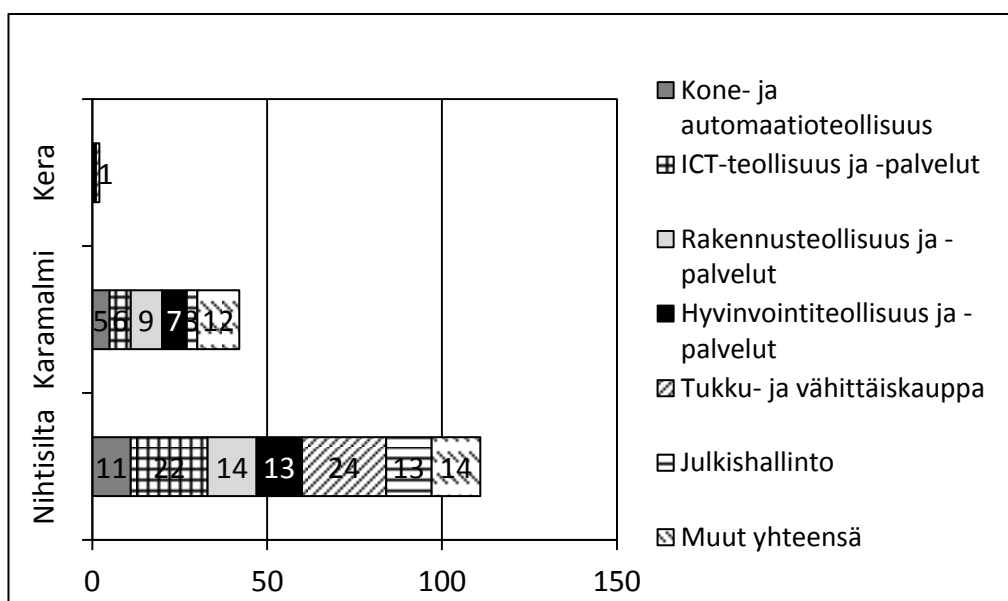 Kera
Karamalmi
Nihtisilta
1
5 6 9 7 3 12
11 22 14 13 24 13 14
0 50 100 150
Kone- ja
automaatioteollisuus
ICT-teollisuus ja -palvelut
Rakennusteollisuus ja -
palvelut
Hyvinvointiteollisuus ja -
palvelut
Tukku- ja vähittäiskauppa
Julkishallinto
Muut yhteensä